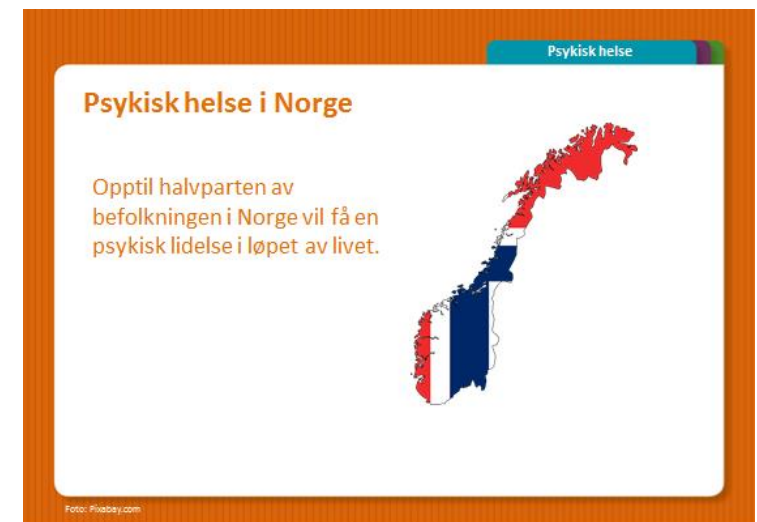 Psykisk helse
Psykisk helse i Norge
Opptil halvparten av
befolkningen i Norge vil få en
psykisk lidelse i løpet av livet.
Foto: Pixabay.com